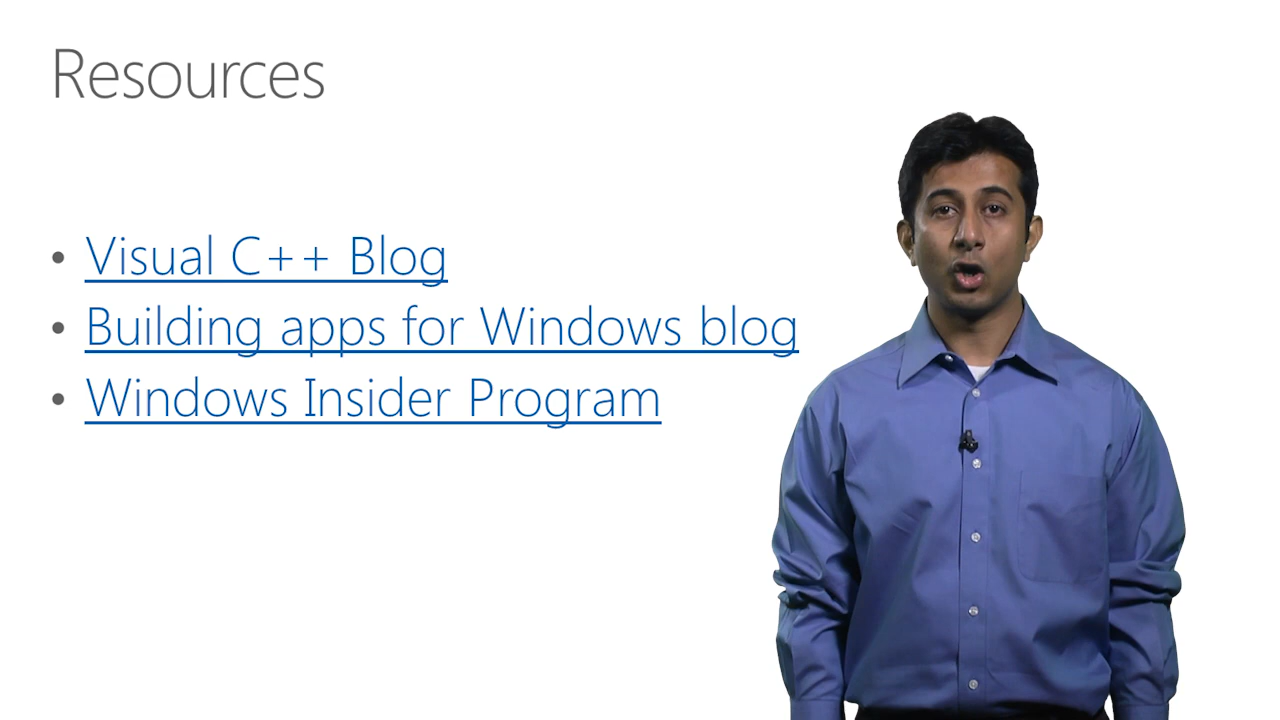 Resources
• Visual C++ Blog
• Building apps for Windows blog
• Windows Insider Program